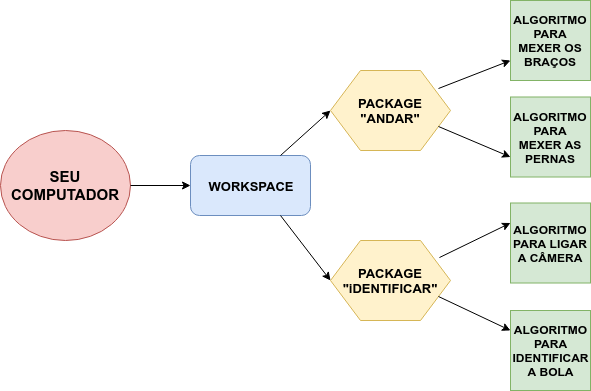 SEU
COMPUTADOR
WORKSPACE
PACKAGE
"ANDAR"
PACKAGE
"iDENTIFICAR"
ALGORITMO
PARA
MEXER OS
BRAÇOS
ALGORITMO
PARA
MEXER AS
PERNAS
ALGORITMO
PARA LIGAR
A CÂMERA
ALGORITMO
PARA
IDENTIFICAR
A BOLA